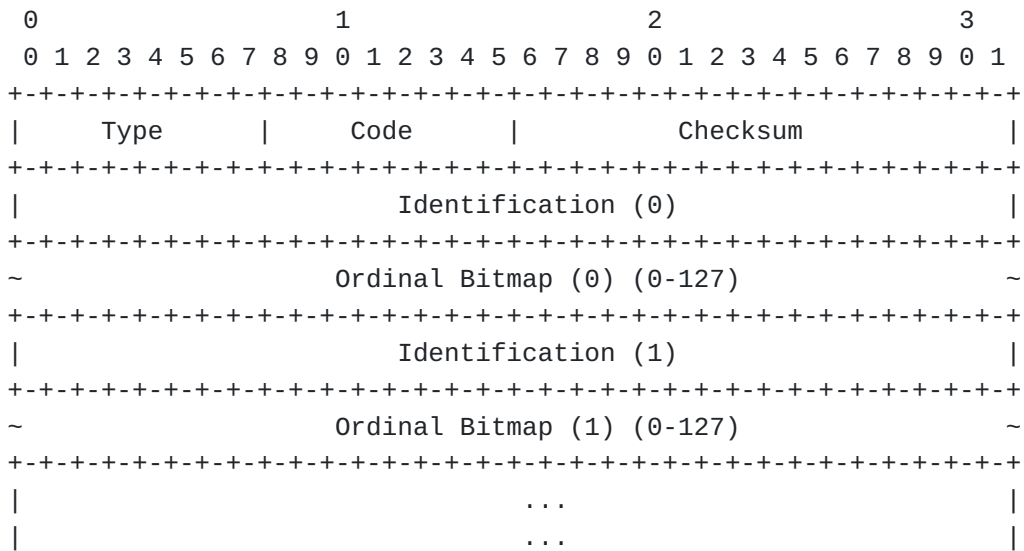 0                   1                   2                   3
 0 1 2 3 4 5 6 7 8 9 0 1 2 3 4 5 6 7 8 9 0 1 2 3 4 5 6 7 8 9 0 1
+-+-+-+-+-+-+-+-+-+-+-+-+-+-+-+-+-+-+-+-+-+-+-+-+-+-+-+-+-+-+-+-+
|     Type      |     Code      |          Checksum             |
+-+-+-+-+-+-+-+-+-+-+-+-+-+-+-+-+-+-+-+-+-+-+-+-+-+-+-+-+-+-+-+-+
|                        Identification (0)                     |
+-+-+-+-+-+-+-+-+-+-+-+-+-+-+-+-+-+-+-+-+-+-+-+-+-+-+-+-+-+-+-+-+
~                    Ordinal Bitmap (0) (0-127)                 ~
+-+-+-+-+-+-+-+-+-+-+-+-+-+-+-+-+-+-+-+-+-+-+-+-+-+-+-+-+-+-+-+-+
|                        Identification (1)                     |
+-+-+-+-+-+-+-+-+-+-+-+-+-+-+-+-+-+-+-+-+-+-+-+-+-+-+-+-+-+-+-+-+
~                    Ordinal Bitmap (1) (0-127)                 ~
+-+-+-+-+-+-+-+-+-+-+-+-+-+-+-+-+-+-+-+-+-+-+-+-+-+-+-+-+-+-+-+-+
|                                ...                            |
|                                ...                            |